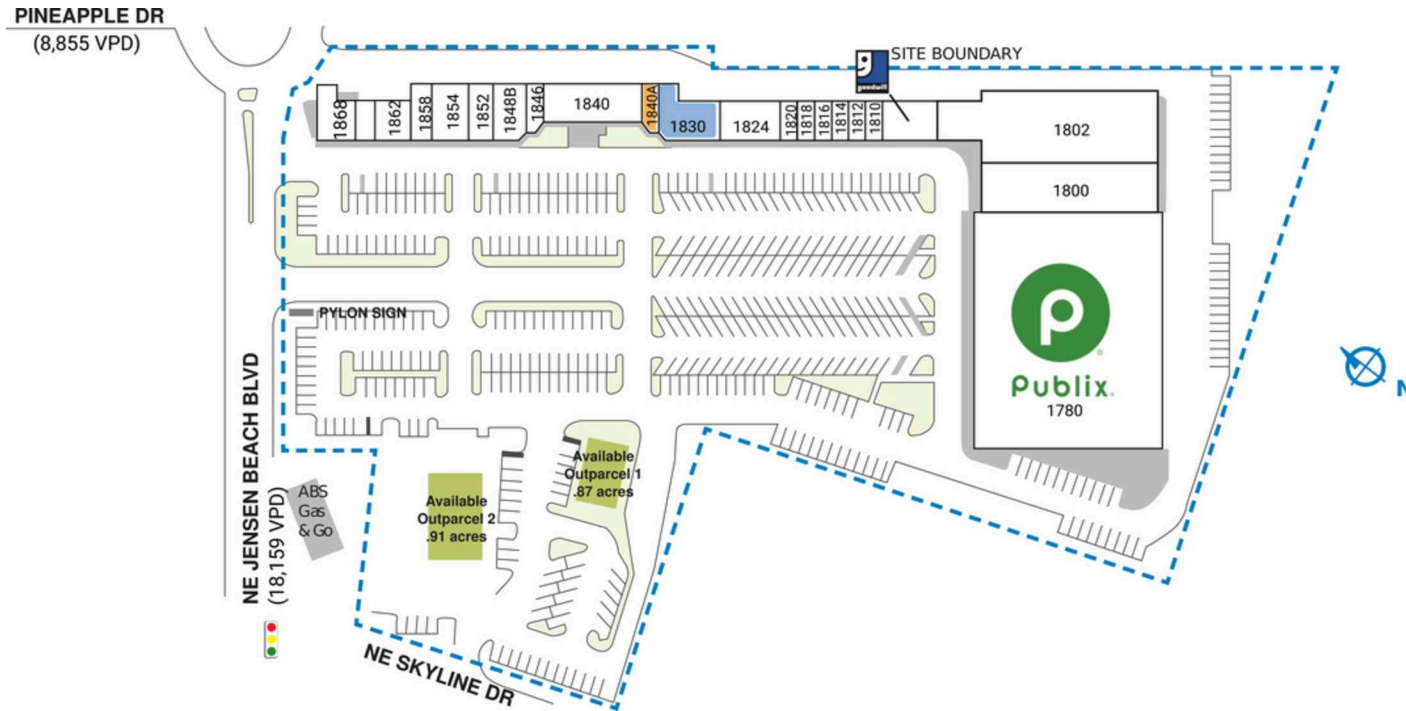 PINEAPPLE DR
(8,855 VPD)
goodwill
SITE BOUNDARY
1868
1862
1858
1854
1852
1848B
1846
1840
1840A
1830
1824
1820
1818
1816
1814
1812
1810
1802
1800
Publix.
1780
PYLON SIGN
NE JENSEN BEACH BLVD
(18,159 VPD)
ABS
Gas
& Go
Available
Outparcel 2
.91 acres
Available
Outparcel 1
.87 acres
NE SKYLINE DR
N